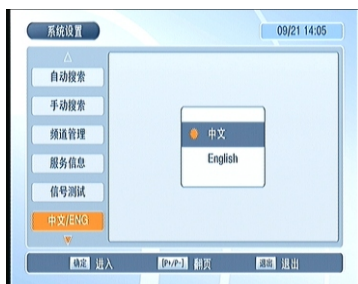 系统设置
09/21 14:05
自动搜索
手动搜索
频道管理
服务信息
信号测试
中文/ENG
中文
English
确定 进入 [P+/P-] 翻页 退出 退出